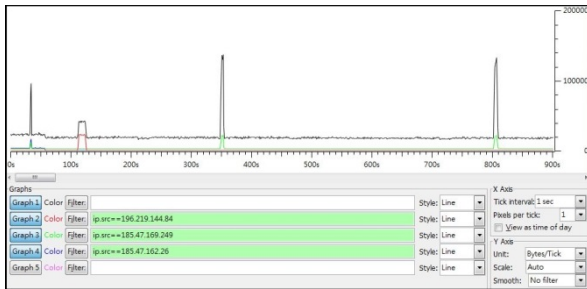 200000
100000
0
0s 100s 200s 300s 400s 500s 600s 700s 800s 900s
Graphs
Graph 1 Color Filter: Style: Line
Graph 2 Color Filter: ip.src==196.219.144.84 Style: Line
Graph 3 Color Filter: ip.src==185.47.169.249 Style: Line
Graph 4 Color Filter: ip.src==185.47.162.26 Style: Line
Graph 5 Color Filter: Style: Line
X Axis
Tick interval: 1 sec
Pixels per tick: 1
View as time of day
Y Axis
Unit: Bytes/Tick
Scale: Auto
Smooth: No filter